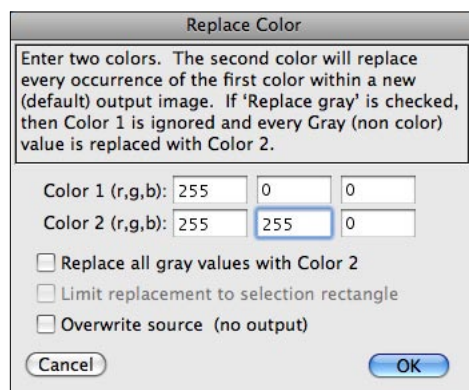 Replace Color
Enter two colors. The second color will replace
every occurrence of the first color within a new
(default) output image. If 'Replace gray' is checked,
then Color 1 is ignored and every Gray (non color)
value is replaced with Color 2.
Color 1 (r,g,b): 255 0 0
Color 2 (r,g,b): 255 255 0
Replace all gray values with Color 2
Limit replacement to selection rectangle
Overwrite source (no output)
Cancel OK